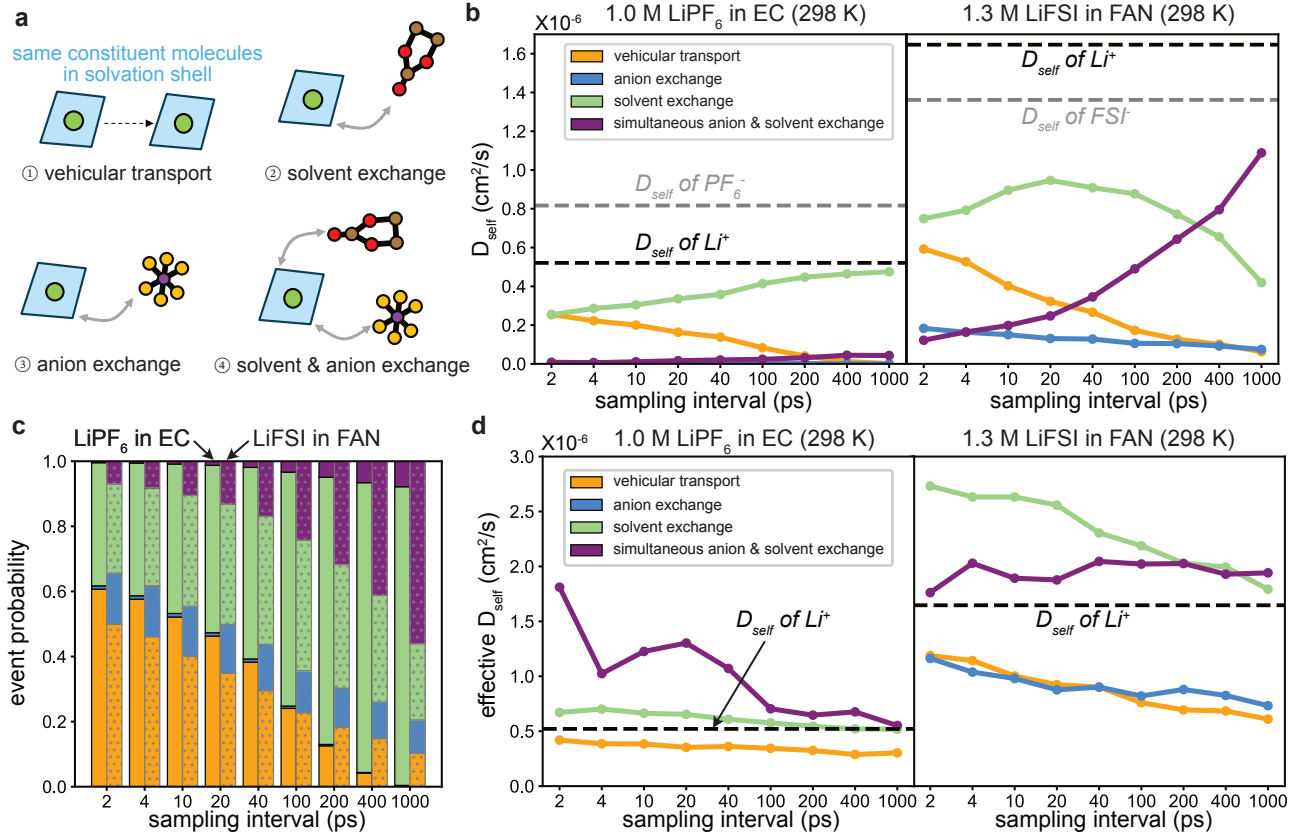 a
same constituent molecules
in solvation shell
① vehicular transport
② solvent exchange
③ anion exchange
④ solvent & anion exchange
b
X10⁻⁶
1.0 M LiPF₆ in EC (298 K)
1.3 M LiFSI in FAN (298 K)
vehicular transport
anion exchange
solvent exchange
simultaneous anion & solvent exchange
D_self of PF₆⁻
D_self of Li⁺
D_self of Li⁺
D_self of FSI⁻
D_self (cm²/s)
1.6
1.4
1.2
1.0
0.8
0.6
0.4
0.2
0.0
2 4 10 20 40 100 200 400 1000
2 4 10 20 40 100 200 400 1000
sampling interval (ps)
sampling interval (ps)
c
LiPF₆ in EC
LiFSI in FAN
event probability
1.0
0.8
0.6
0.4
0.2
0.0
2 4 10 20 40 100 200 400 1000
sampling interval (ps)
d
X10⁻⁶
1.0 M LiPF₆ in EC (298 K)
1.3 M LiFSI in FAN (298 K)
vehicular transport
anion exchange
solvent exchange
simultaneous anion & solvent exchange
D_self of Li⁺
D_self of Li⁺
effective D_self (cm²/s)
3.0
2.5
2.0
1.5
1.0
0.5
0.0
2 4 10 20 40 100 200 400 1000
2 4 10 20 40 100 200 400 1000
sampling interval (ps)
sampling interval (ps)